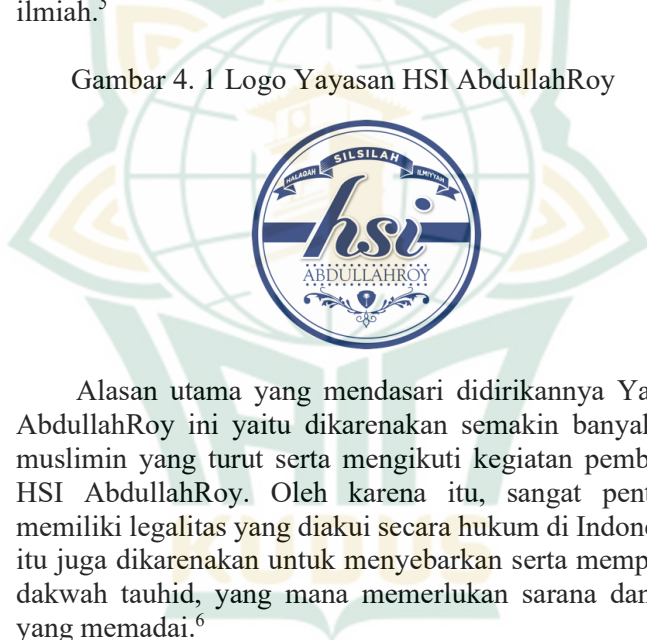 ilmiah.⁵
Gambar 4. 1 Logo Yayasan HSI AbdullahRoy
HALAQAH SILSILAH ILMIYYAH
hsi
ABDULLAHROY
Alasan utama yang mendasari didirikannya Ya
AbdullahRoy ini yaitu dikarenakan semakin banyak
muslimin yang turut serta mengikuti kegiatan pemb
HSI AbdullahRoy. Oleh karena itu, sangat pent
memiliki legalitas yang diakui secara hukum di Indone
itu juga dikarenakan untuk menyebarkan serta memp
dakwah tauhid, yang mana memerlukan sarana dan
yang memadai.⁶
KUDUS